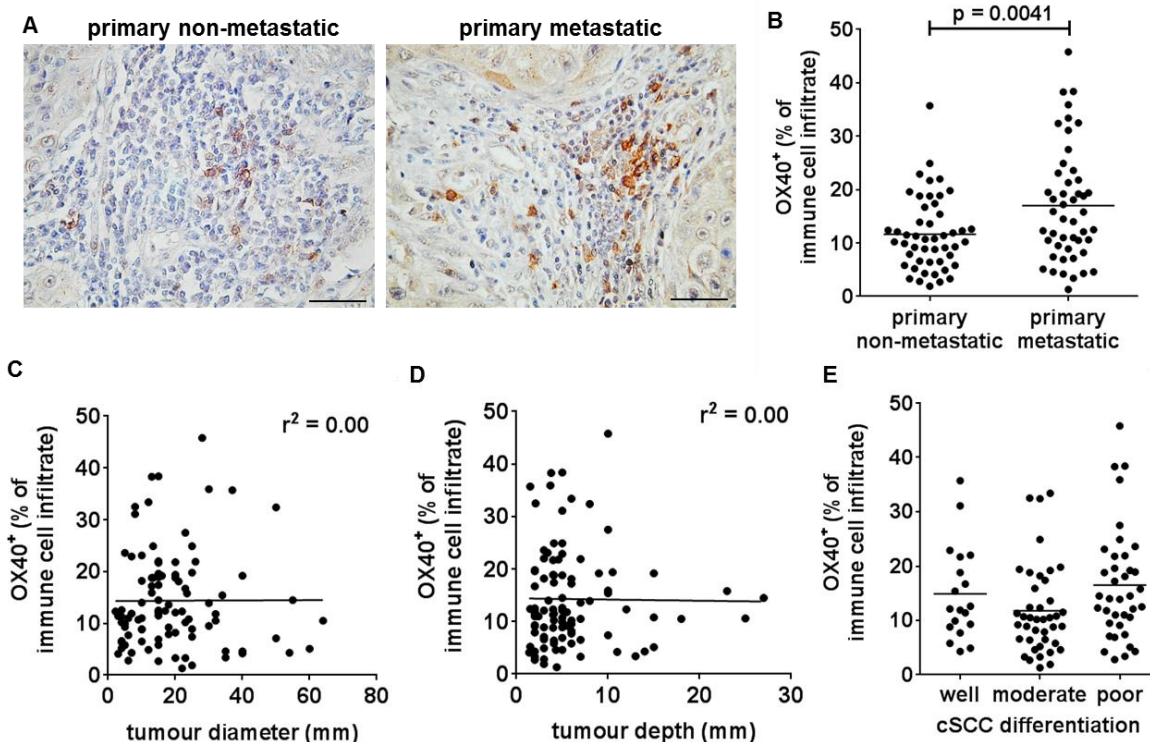 A
primary non-metastatic
primary metastatic
B
p = 0.0041
OX40⁺ (% of
immune cell infiltrate)
50
40
30
20
10
0
primary
non-metastatic
primary
metastatic
C
r² = 0.00
OX40⁺ (% of
immune cell infiltrate)
50
40
30
20
10
0
0 20 40 60 80
tumour diameter (mm)
D
r² = 0.00
OX40⁺ (% of
immune cell infiltrate)
50
40
30
20
10
0
0 10 20 30
tumour depth (mm)
E
OX40⁺ (% of
immune cell infiltrate)
50
40
30
20
10
0
well moderate poor
cSCC differentiation